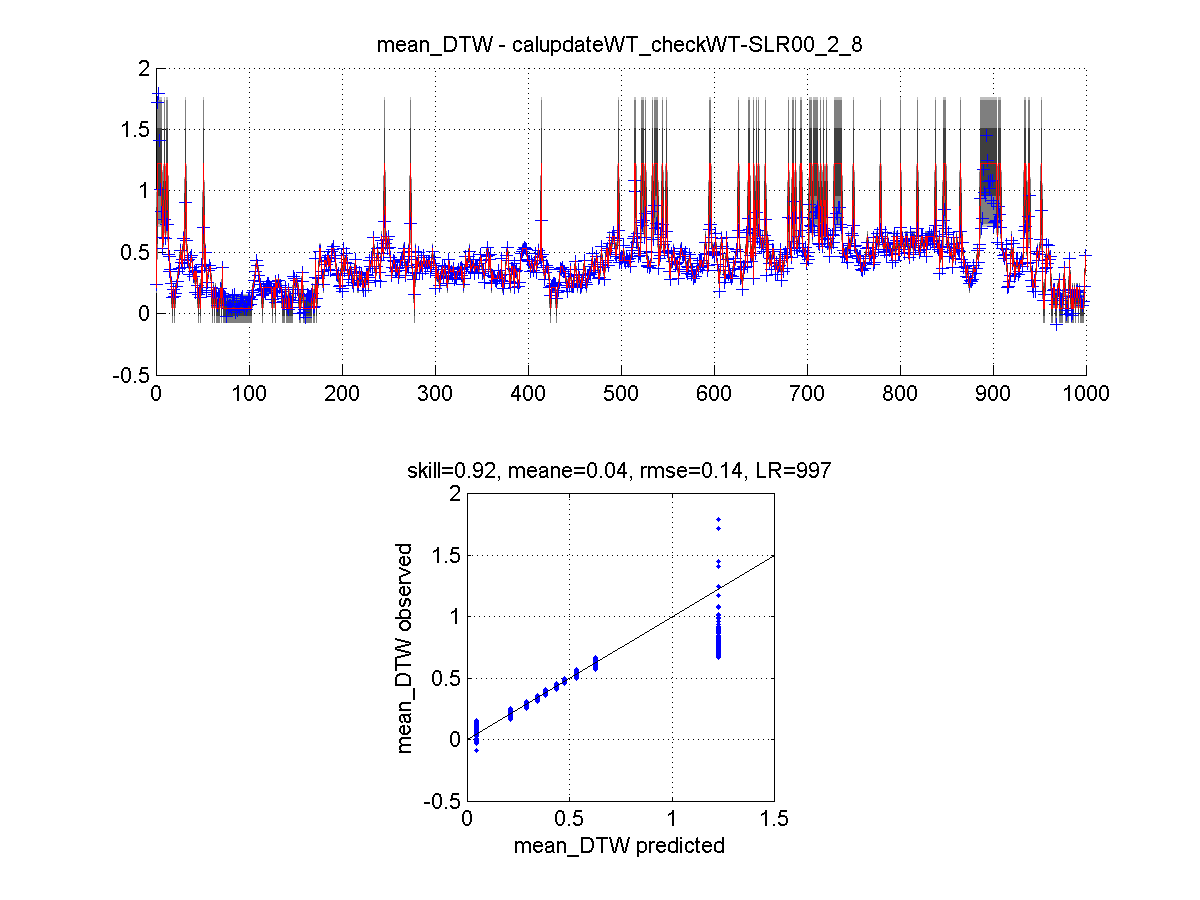 mean_DTW - calupdateWT_checkWT-SLR00_2_8
2
1.5
1
0.5
0
-0.5
0 100 200 300 400 500 600 700 800 900 1000
skill=0.92, meane=0.04, rmse=0.14, LR=997
mean_DTW observed
2
1.5
1
0.5
0
-0.5
0 0.5 1 1.5
mean_DTW predicted